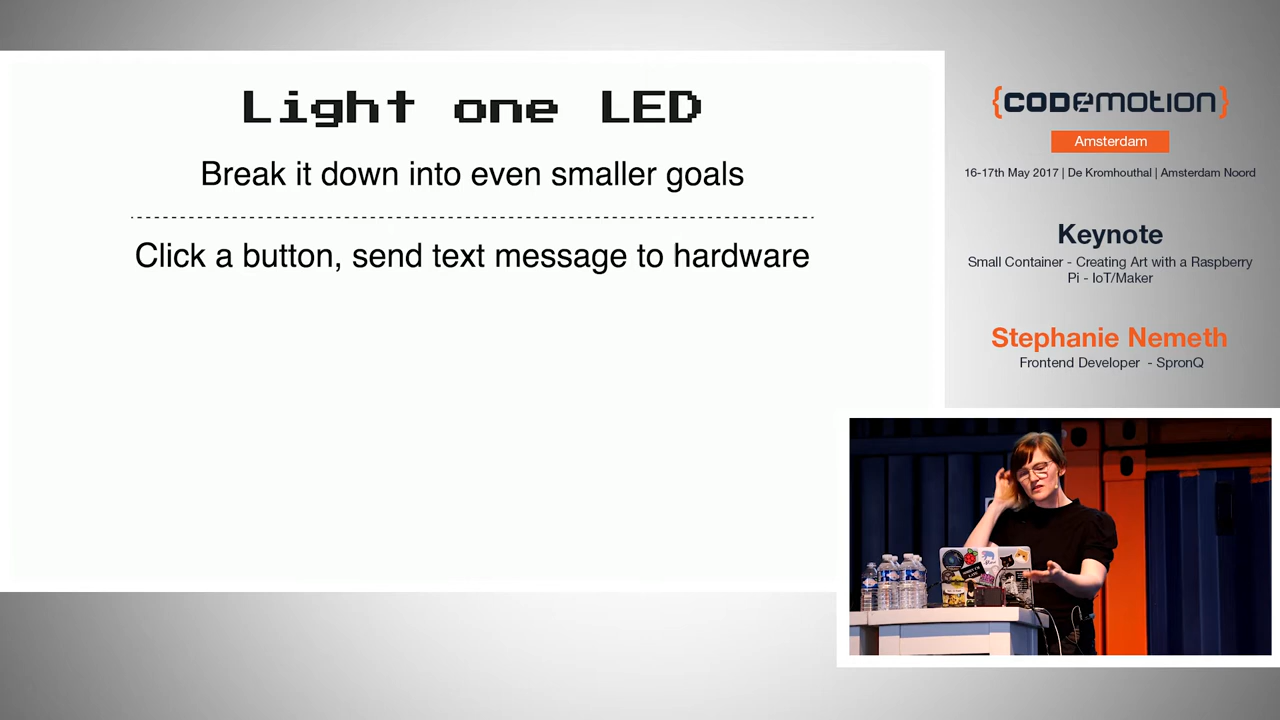 Light one LED
Break it down into even smaller goals
Click a button, send text message to hardware
{CODEMOTION}
Amsterdam
16-17th May 2017 | De Kromhouthal | Amsterdam Noord
Keynote
Small Container - Creating Art with a Raspberry
Pi - IoT/Maker
Stephanie Nemeth
Frontend Developer - SpronQ